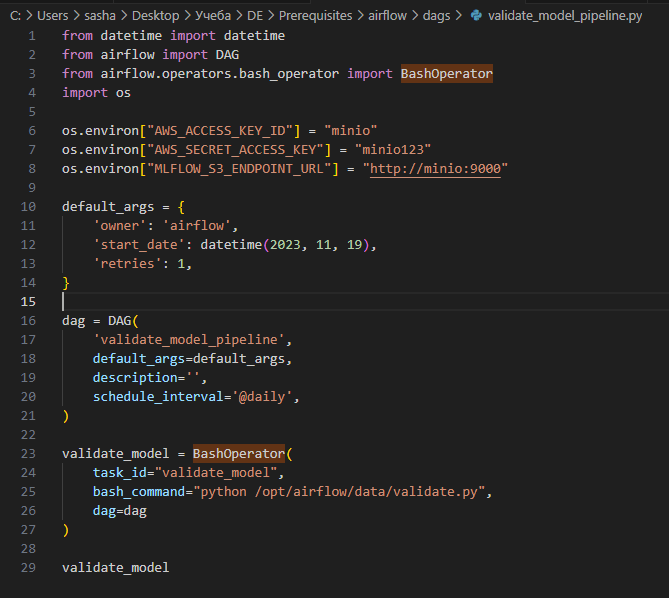 C: > Users > sasha > Desktop > Учеба > DE > Prerequisites > airflow > dags > validate_model_pipeline.py
1 from datetime import datetime
2 from airflow import DAG
3 from airflow.operators.bash_operator import BashOperator
4 import os
5
6 os.environ["AWS_ACCESS_KEY_ID"] = "minio"
7 os.environ["AWS_SECRET_ACCESS_KEY"] = "minio123"
8 os.environ["MLFLOW_S3_ENDPOINT_URL"] = "http://minio:9000"
9
10 default_args = {
11     'owner': 'airflow',
12     'start_date': datetime(2023, 11, 19),
13     'retries': 1,
14 }
15
16 dag = DAG(
17     'validate_model_pipeline',
18     default_args=default_args,
19     description='',
20     schedule_interval='@daily',
21 )
22
23 validate_model = BashOperator(
24     task_id="validate_model",
25     bash_command="python /opt/airflow/data/validate.py",
26     dag=dag
27 )
28
29 validate_model